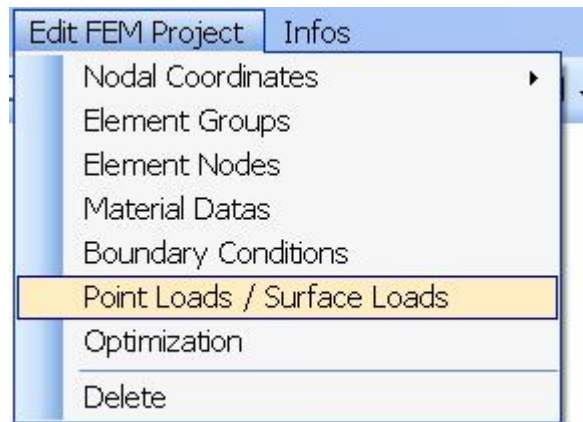 Edit FEM Project Infos
Nodal Coordinates
Element Groups
Element Nodes
Material Datas
Boundary Conditions
Point Loads / Surface Loads
Optimization
Delete